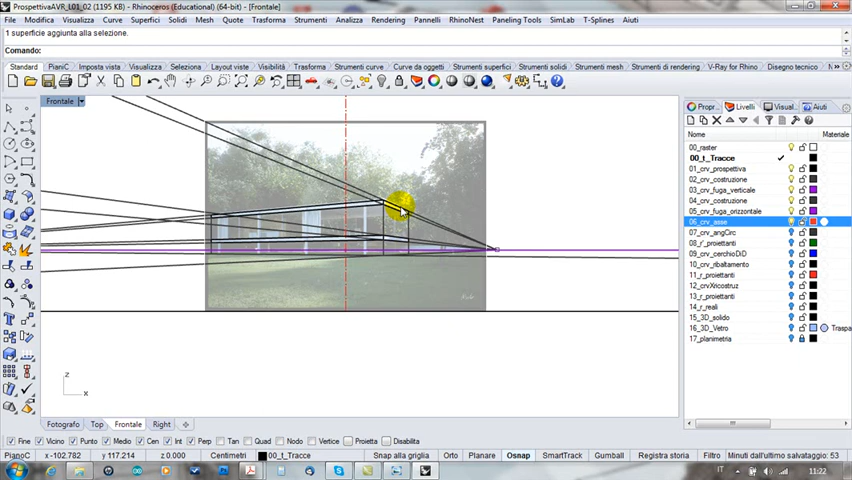 ProspettivaAVR_L01_02 (1195 KB) - Rhinoceros (Educational) (64-bit) - [Frontale]
File Modifica Visualizza Curve Superfici Solidi Mesh Quote Trasforma Strumenti Analizza Rendering Pannelli RhinoNest Paneling Tools SimLab T-Splines Aiuti
1 superficie aggiunta alla selezione.
Comando:
Standard PianiC Imposta vista Visualizza Seleziona Layout viste Visibilità Trasforma Strumenti curve Strumenti superfici Strumenti solidi Strumenti mesh Strumenti di rendering V-Ray for Rhino Disegno tecnico
Frontale
Propr... Livelli Visual... Aiuti
Nome Materiale
00_raster
00_t_Tracce
01_crv_prospettiva
02_crv_costruzione
03_crv_fuga_verticale
04_crv_costruzione
05_crv_fuga_orizzontale
06_crv_asse
07_crv_angCirc
08_r'_proiettanti
09_crv_cerchioDiD
10_crv_ribaltamento
11_r_proiettanti
12_crvXricostruz
13_r_proiettanti
14_r_reali
15_3D_solido
16_3D_Vetro Traspa
17_planimetria
z
x
Fotografo Top Frontale Right
Fine Vicino Punto Medio Cen Int Perp Tan Quad Nodo Vertice Proietta Disabilita
PianoC x -102.782 y 117.214 z 0.000 Centimetri 00_t_Tracce Snap alla griglia Orto Planare Osnap SmartTrack Gumball Registra storia Filtro Minuti dall'ultimo salvataggio: 53
IT 11:22